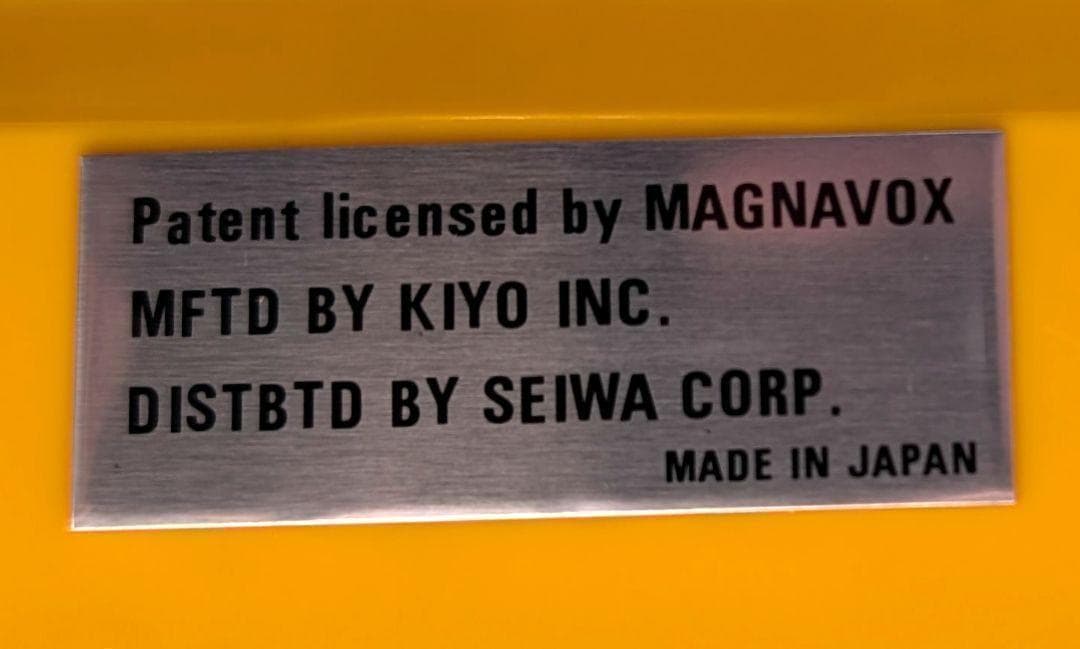 Patent licensed by MAGNAVOX
MFTD BY KIYO INC.
DISTBTD BY SEIWA CORP.
MADE IN JAPAN